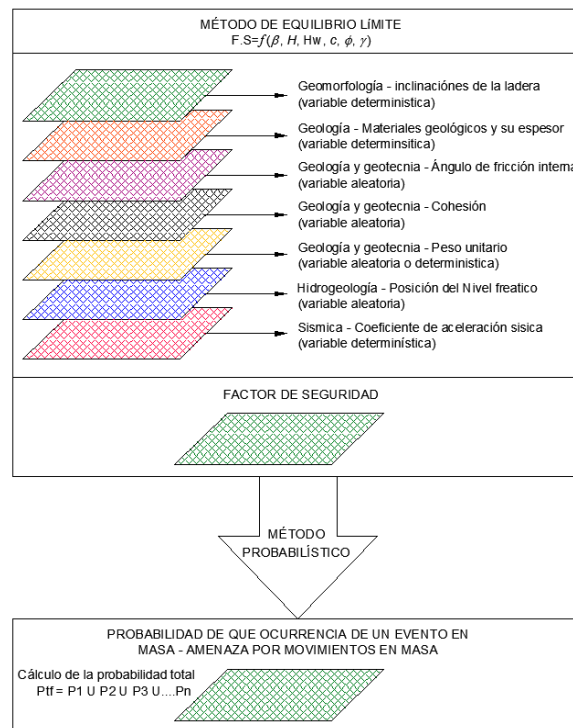 MÉTODO DE EQUILIBRIO LÍMITE
F.S=f(β, H, Hw, c, ϕ, γ)
Geomorfología - inclinaciónes de la ladera
(variable deterministica)
Geología - Materiales geológicos y su espesor
(variable determinsitica)
Geología y geotecnia - Ángulo de fricción interna
(variable aleatoria)
Geología y geotecnia - Cohesión
(variable aleatoria)
Geología y geotecnia - Peso unitario
(variable aleatoria o deterministica)
Hidrogeología - Posición del Nivel freatico
(variable aleatoria)
Sismica - Coeficiente de aceleración sisica
(variable determinística)
FACTOR DE SEGURIDAD
MÉTODO
PROBABILÍSTICO
PROBABILIDAD DE QUE OCURRENCIA DE UN EVENTO EN
MASA - AMENAZA POR MOVIMIENTOS EN MASA
Cálculo de la probabilidad total
Ptf = P1 U P2 U P3 U....Pn